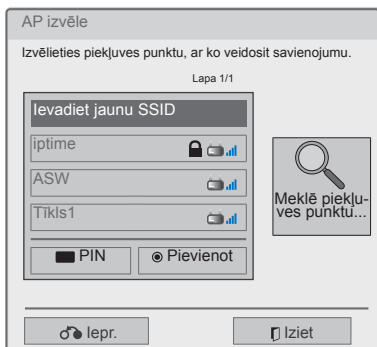 AP izvēle
Izvēlieties piekļuves punktu, ar ko veidosit savienojumu.
Lapa 1/1
Ievadiet jaunu SSID
iptime
ASW
Tīkls1
PIN
Pievienot
Meklē piekļu-
ves punktu...
Iepr.
Iziet